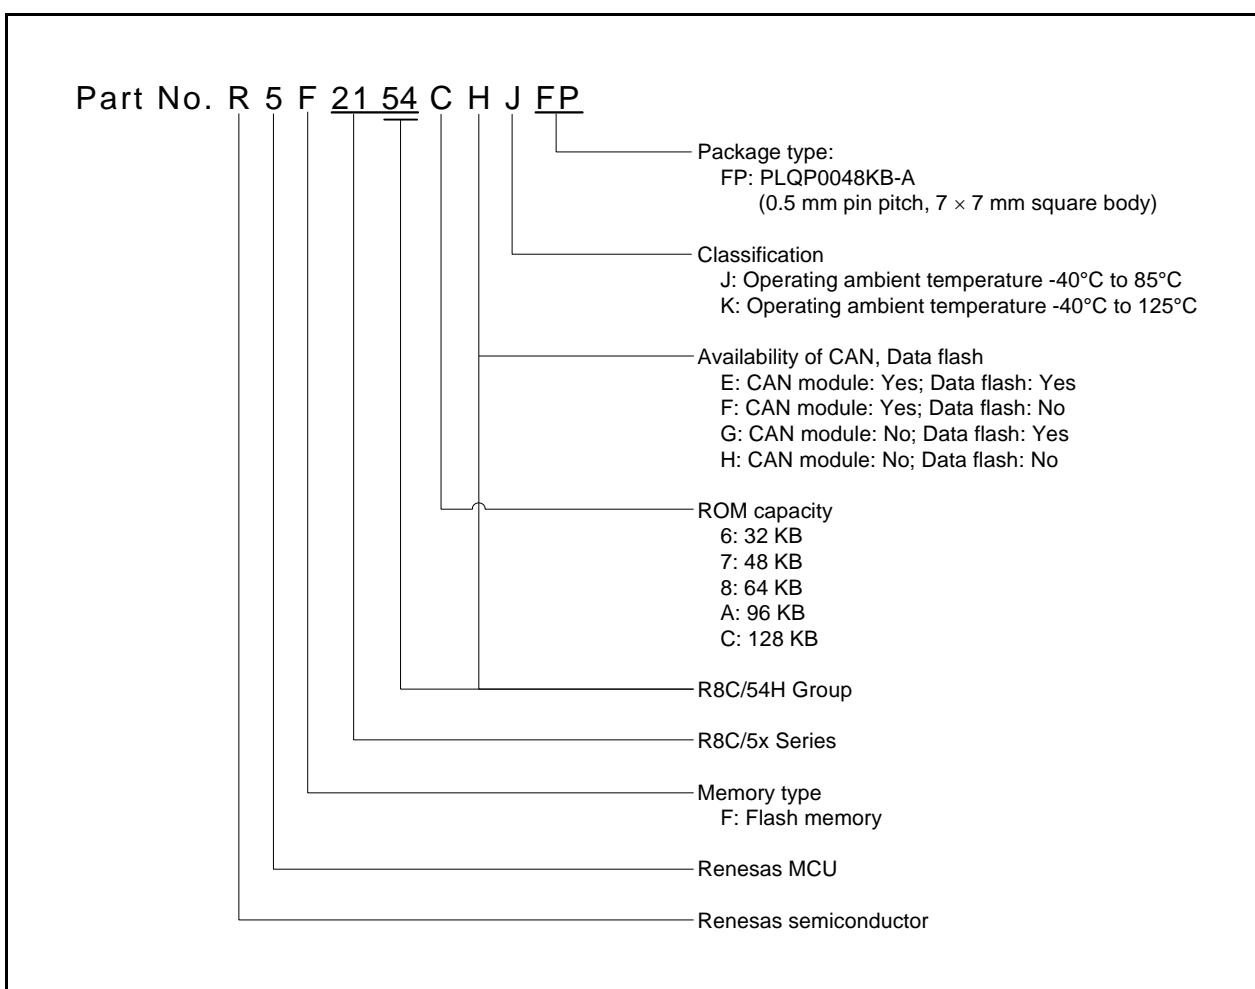 Part No. R 5 F 21 54 C H J FP
Package type:
FP: PLQP0048KB-A
(0.5 mm pin pitch, 7 × 7 mm square body)
Classification
J: Operating ambient temperature -40°C to 85°C
K: Operating ambient temperature -40°C to 125°C
Availability of CAN, Data flash
E: CAN module: Yes; Data flash: Yes
F: CAN module: Yes; Data flash: No
G: CAN module: No; Data flash: Yes
H: CAN module: No; Data flash: No
ROM capacity
6: 32 KB
7: 48 KB
8: 64 KB
A: 96 KB
C: 128 KB
R8C/54H Group
R8C/5x Series
Memory type
F: Flash memory
Renesas MCU
Renesas semiconductor